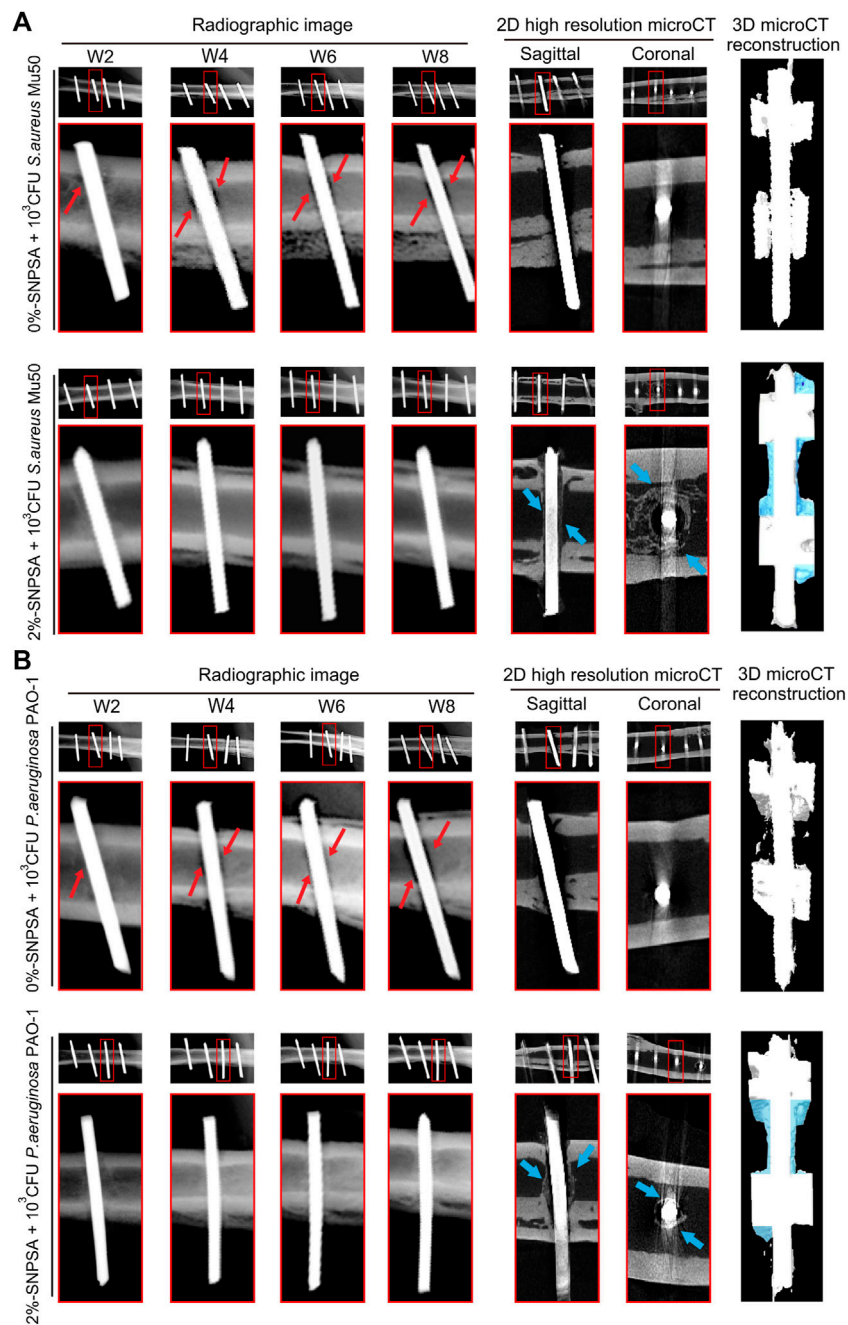 A
Radiographic image
2D high resolution microCT
3D microCT
reconstruction
W2
W4
W6
W8
Sagittal
Coronal
0%-SNPSA + 10³CFU S.aureus Mu50
2%-SNPSA + 10³CFU S.aureus Mu50
B
Radiographic image
2D high resolution microCT
3D microCT
reconstruction
W2
W4
W6
W8
Sagittal
Coronal
0%-SNPSA + 10³CFU P.aeruginosa PAO-1
2%-SNPSA + 10³CFU P.aeruginosa PAO-1